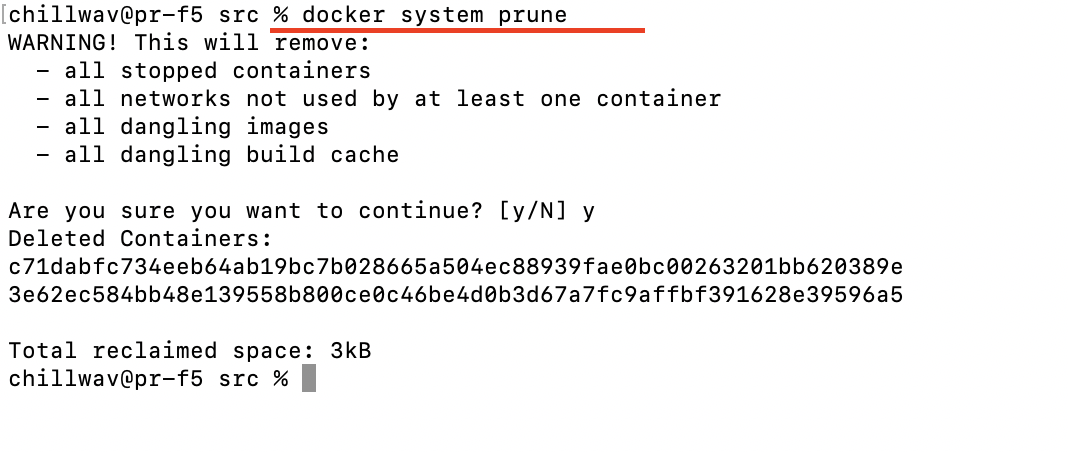 [chillwav@pr-f5 src % docker system prune
WARNING! This will remove:
  - all stopped containers
  - all networks not used by at least one container
  - all dangling images
  - all dangling build cache

Are you sure you want to continue? [y/N] y
Deleted Containers:
c71dabfc734eeb64ab19bc7b028665a504ec88939fae0bc00263201bb620389e
3e62ec584bb48e139558b800ce0c46be4d0b3d67a7fc9affbf391628e39596a5

Total reclaimed space: 3kB
chillwav@pr-f5 src %